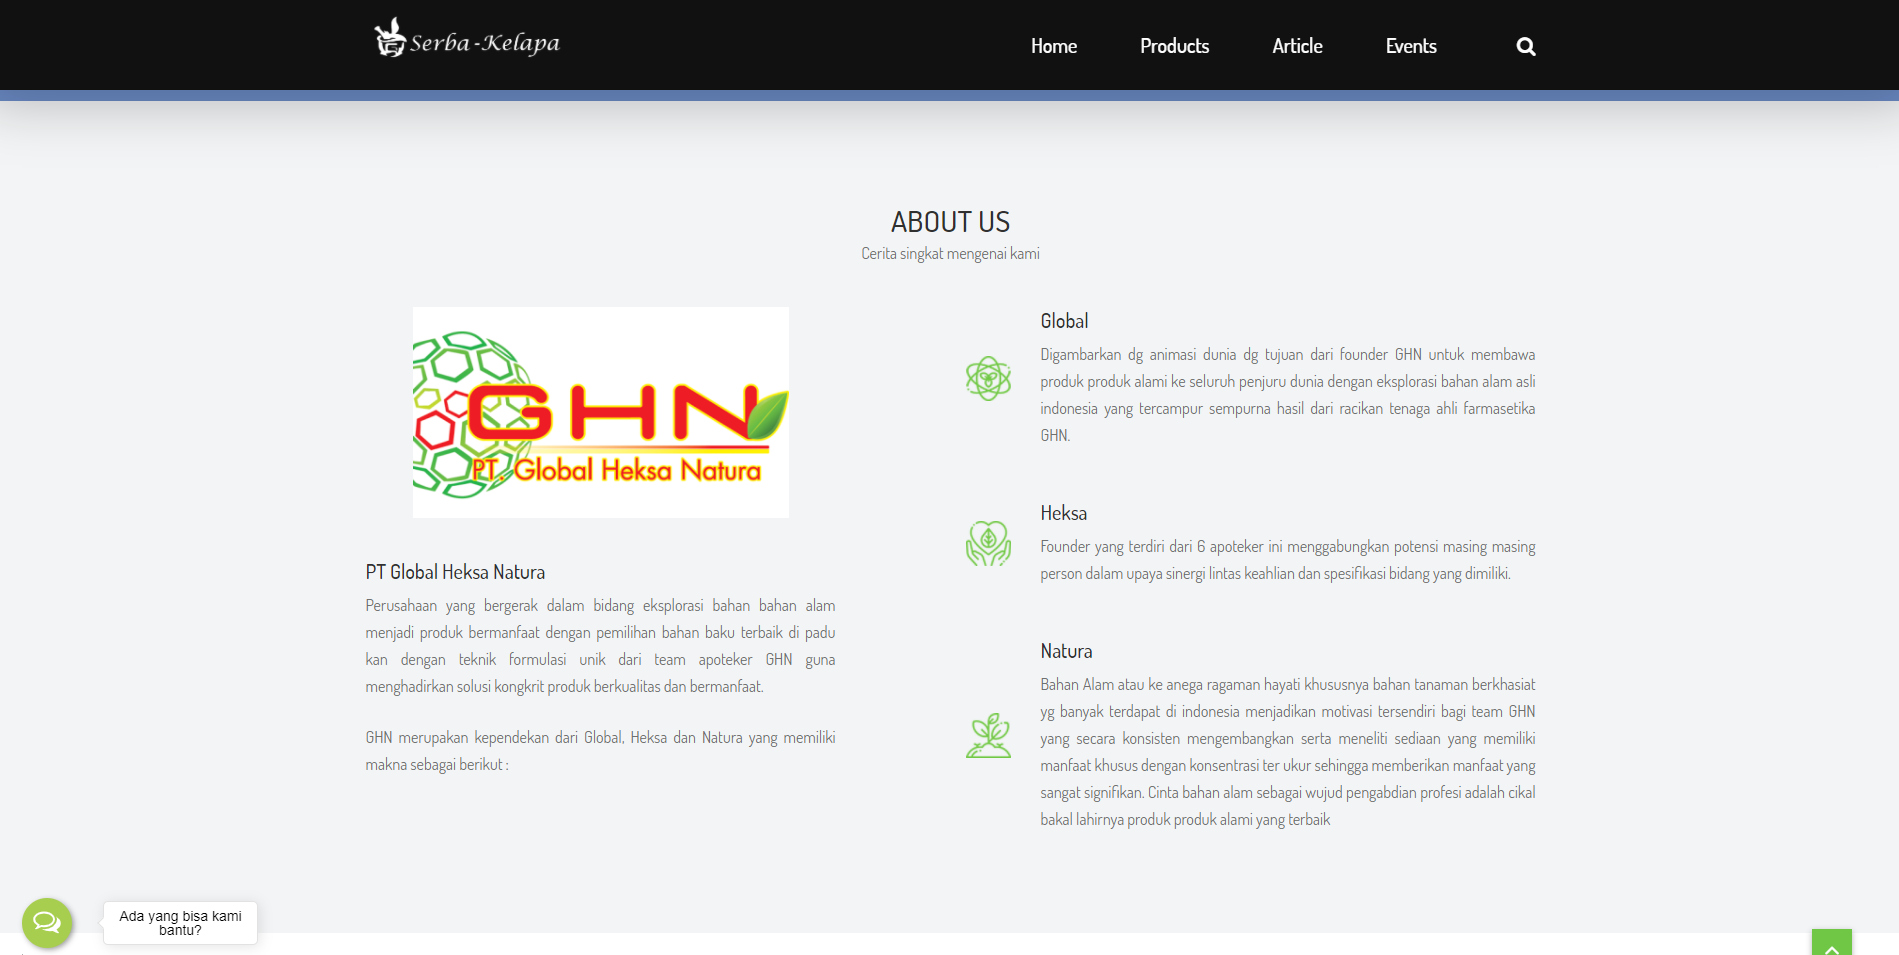 Serba-Kelapa
Home
Products
Article
Events
ABOUT US
Cerita singkat mengenai kami
GHN
PT. Global Heksa Natura
PT Global Heksa Natura
Perusahaan yang bergerak dalam bidang eksplorasi bahan bahan alam
menjadi produk bermanfaat dengan pemilihan bahan baku terbaik di padu
kan dengan teknik formulasi unik dari team apoteker GHN guna
menghadirkan solusi kongkrit produk berkualitas dan bermanfaat.
GHN merupakan kependekan dari Global, Heksa dan Natura yang memiliki
makna sebagai berikut :
Global
Digambarkan dg animasi dunia dg tujuan dari founder GHN untuk membawa
produk produk alami ke seluruh penjuru dunia dengan eksplorasi bahan alam asli
indonesia yang tercampur sempurna hasil dari racikan tenaga ahli farmasetika
GHN.
Heksa
Founder yang terdiri dari 6 apoteker ini menggabungkan potensi masing masing
person dalam upaya sinergi lintas keahlian dan spesifikasi bidang yang dimiliki.
Natura
Bahan Alam atau ke anega ragaman hayati khususnya bahan tanaman berkhasiat
yg banyak terdapat di indonesia menjadikan motivasi tersendiri bagi team GHN
yang secara konsisten mengembangkan serta meneliti sediaan yang memiliki
manfaat khusus dengan konsentrasi ter ukur sehingga memberikan manfaat yang
sangat signifikan. Cinta bahan alam sebagai wujud pengabdian profesi adalah cikal
bakal lahirnya produk produk alami yang terbaik
Ada yang bisa kami
bantu?